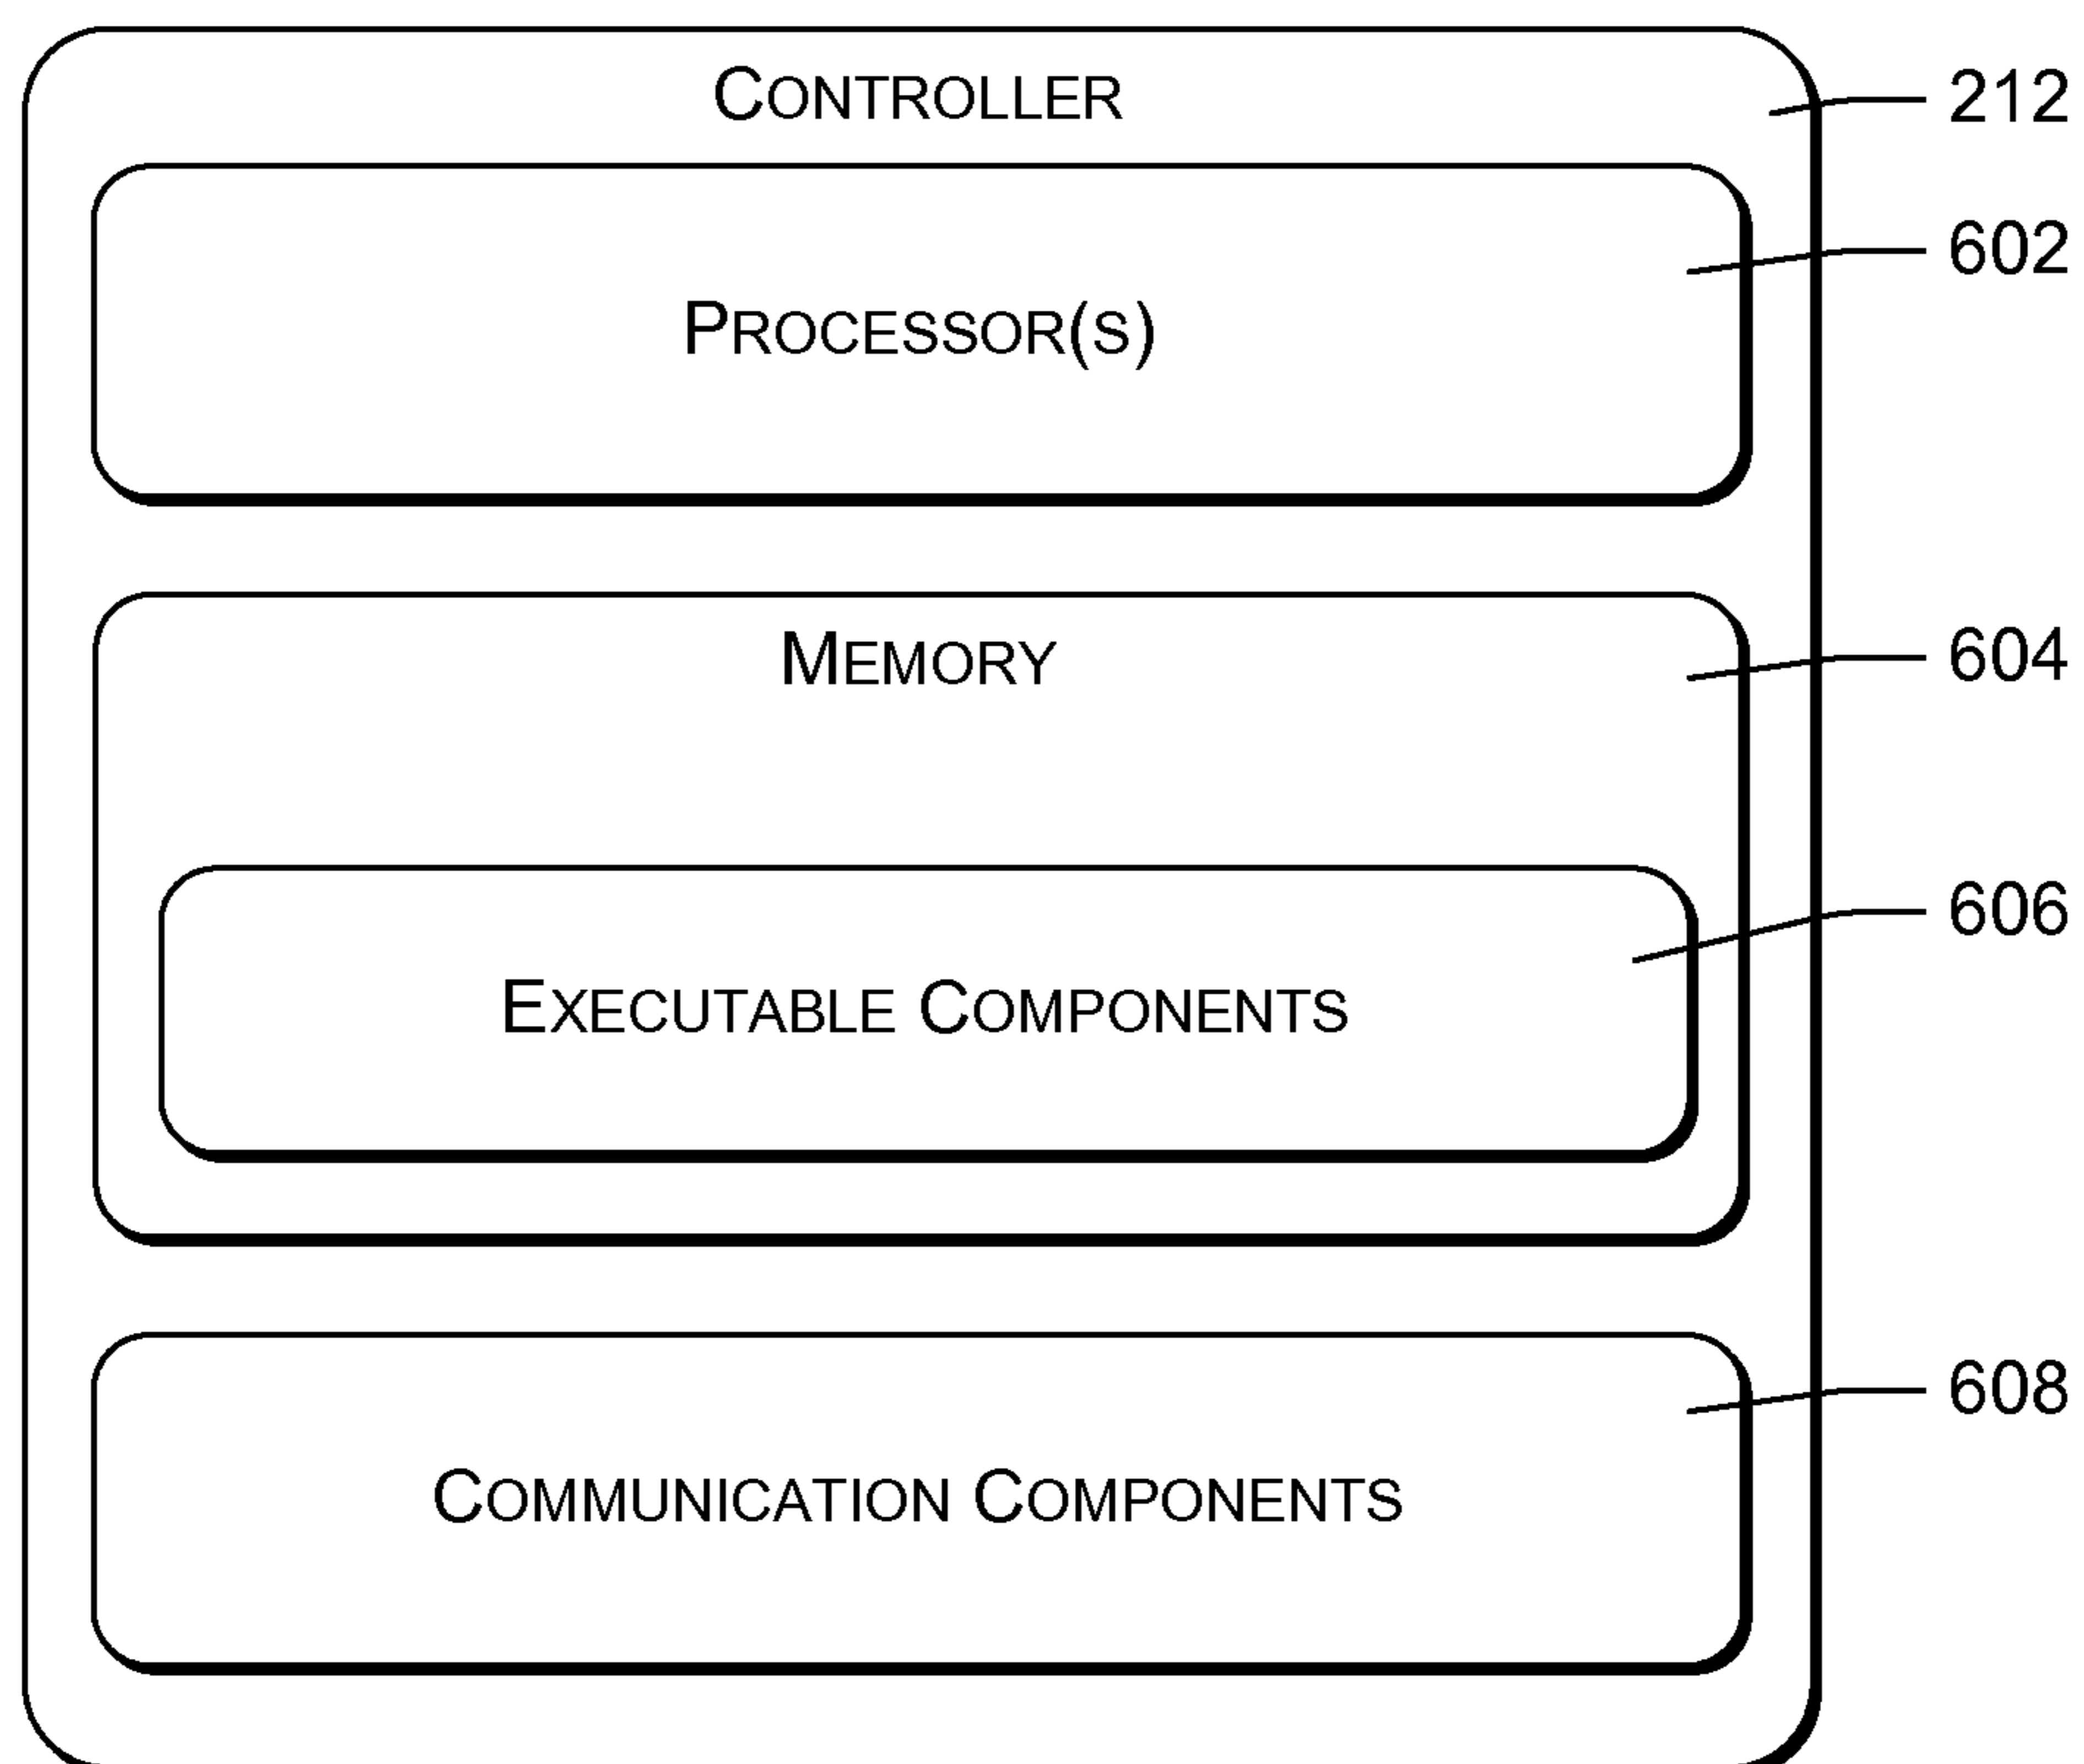 CONTROLLER
212
602
PROCESSOR(S)
MEMORY
604
606
EXECUTABLE COMPONENTS
608
COMMUNICATION COMPONENTS